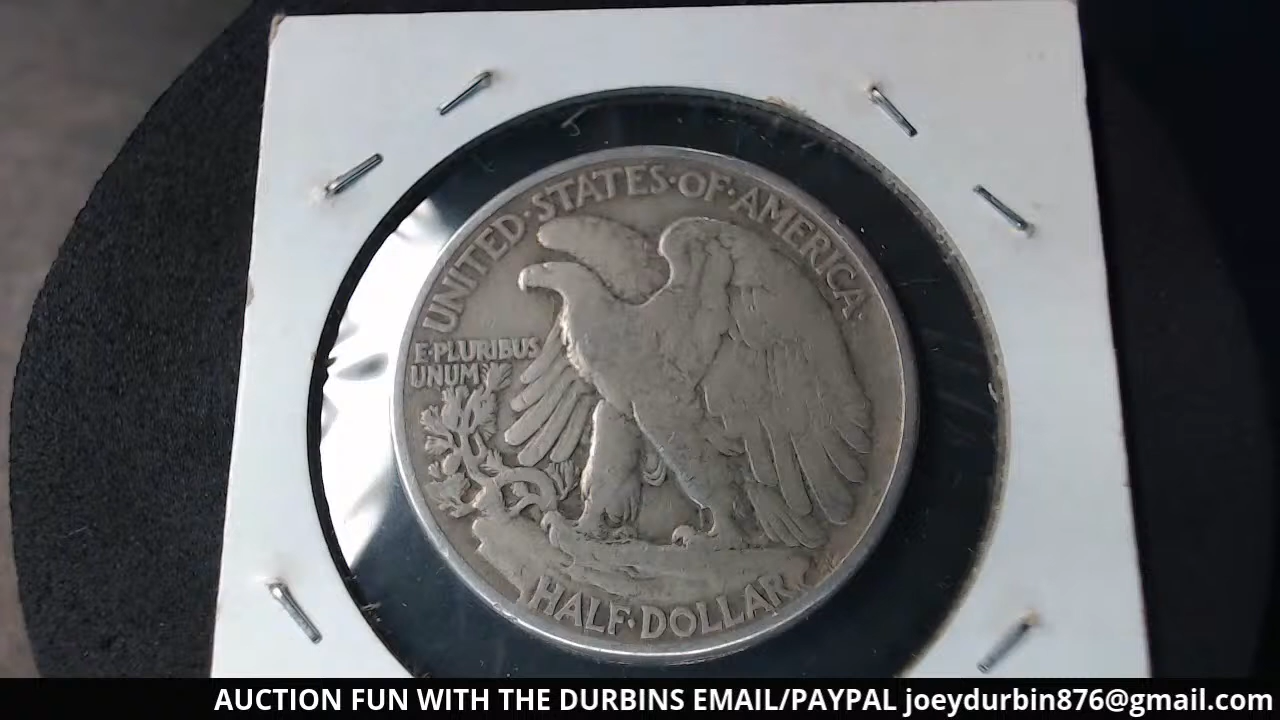 UNITED·STATES·OF·AMERICA·
E·PLURIBUS
UNUM
HALF·DOLLAR
AUCTION FUN WITH THE DURBINS EMAIL/PAYPAL joeydurbin876@gmail.com